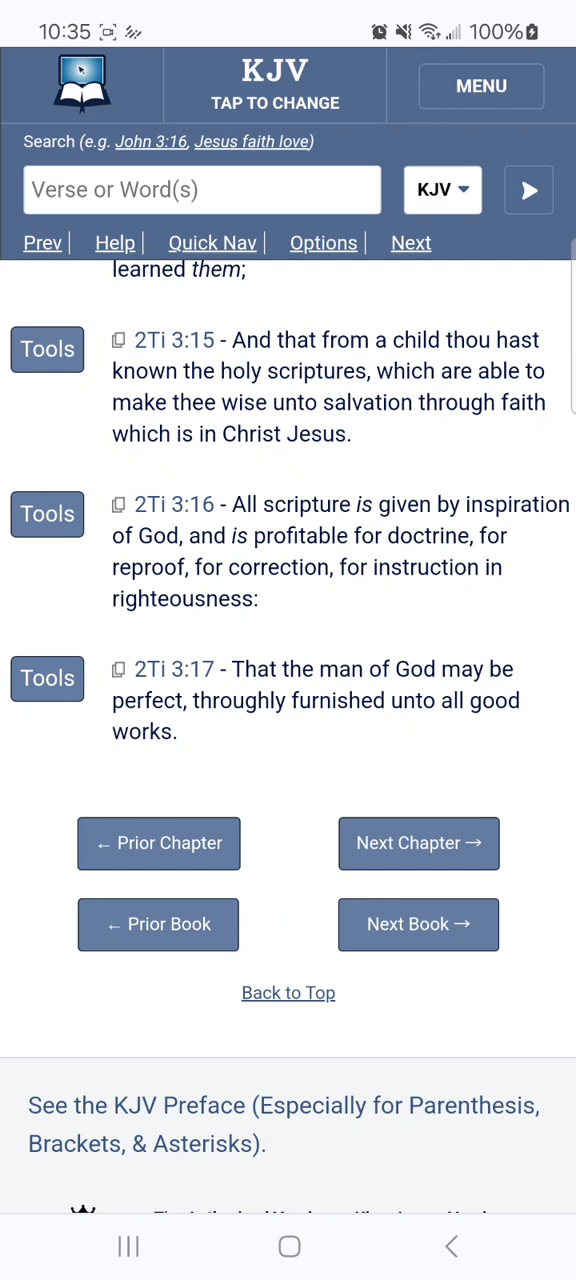 10:35 100%
KJV
TAP TO CHANGE
MENU
Search (e.g. John 3:16, Jesus faith love)
Verse or Word(s)
KJV
Prev Help Quick Nav Options Next
learned them;
Tools
2Ti 3:15 - And that from a child thou hast
known the holy scriptures, which are able to
make thee wise unto salvation through faith
which is in Christ Jesus.
Tools
2Ti 3:16 - All scripture is given by inspiration
of God, and is profitable for doctrine, for
reproof, for correction, for instruction in
righteousness:
Tools
2Ti 3:17 - That the man of God may be
perfect, throughly furnished unto all good
works.
← Prior Chapter
Next Chapter →
← Prior Book
Next Book →
Back to Top
See the KJV Preface (Especially for Parenthesis,
Brackets, & Asterisks).